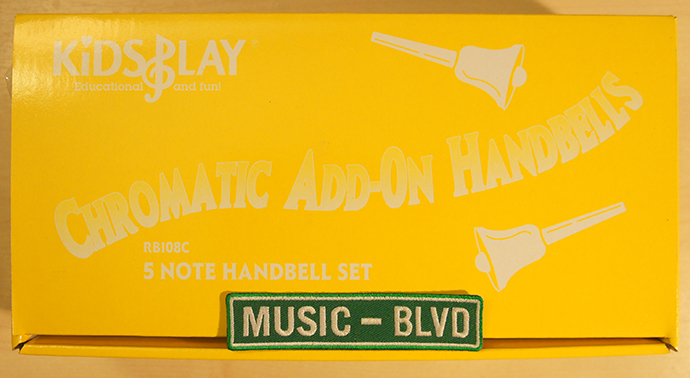 KiDSPLAY®
Educational and fun!
CHROMATIC ADD-ON HANDBELLS
RB108C
5 NOTE HANDBELL SET
MUSIC - BLVD